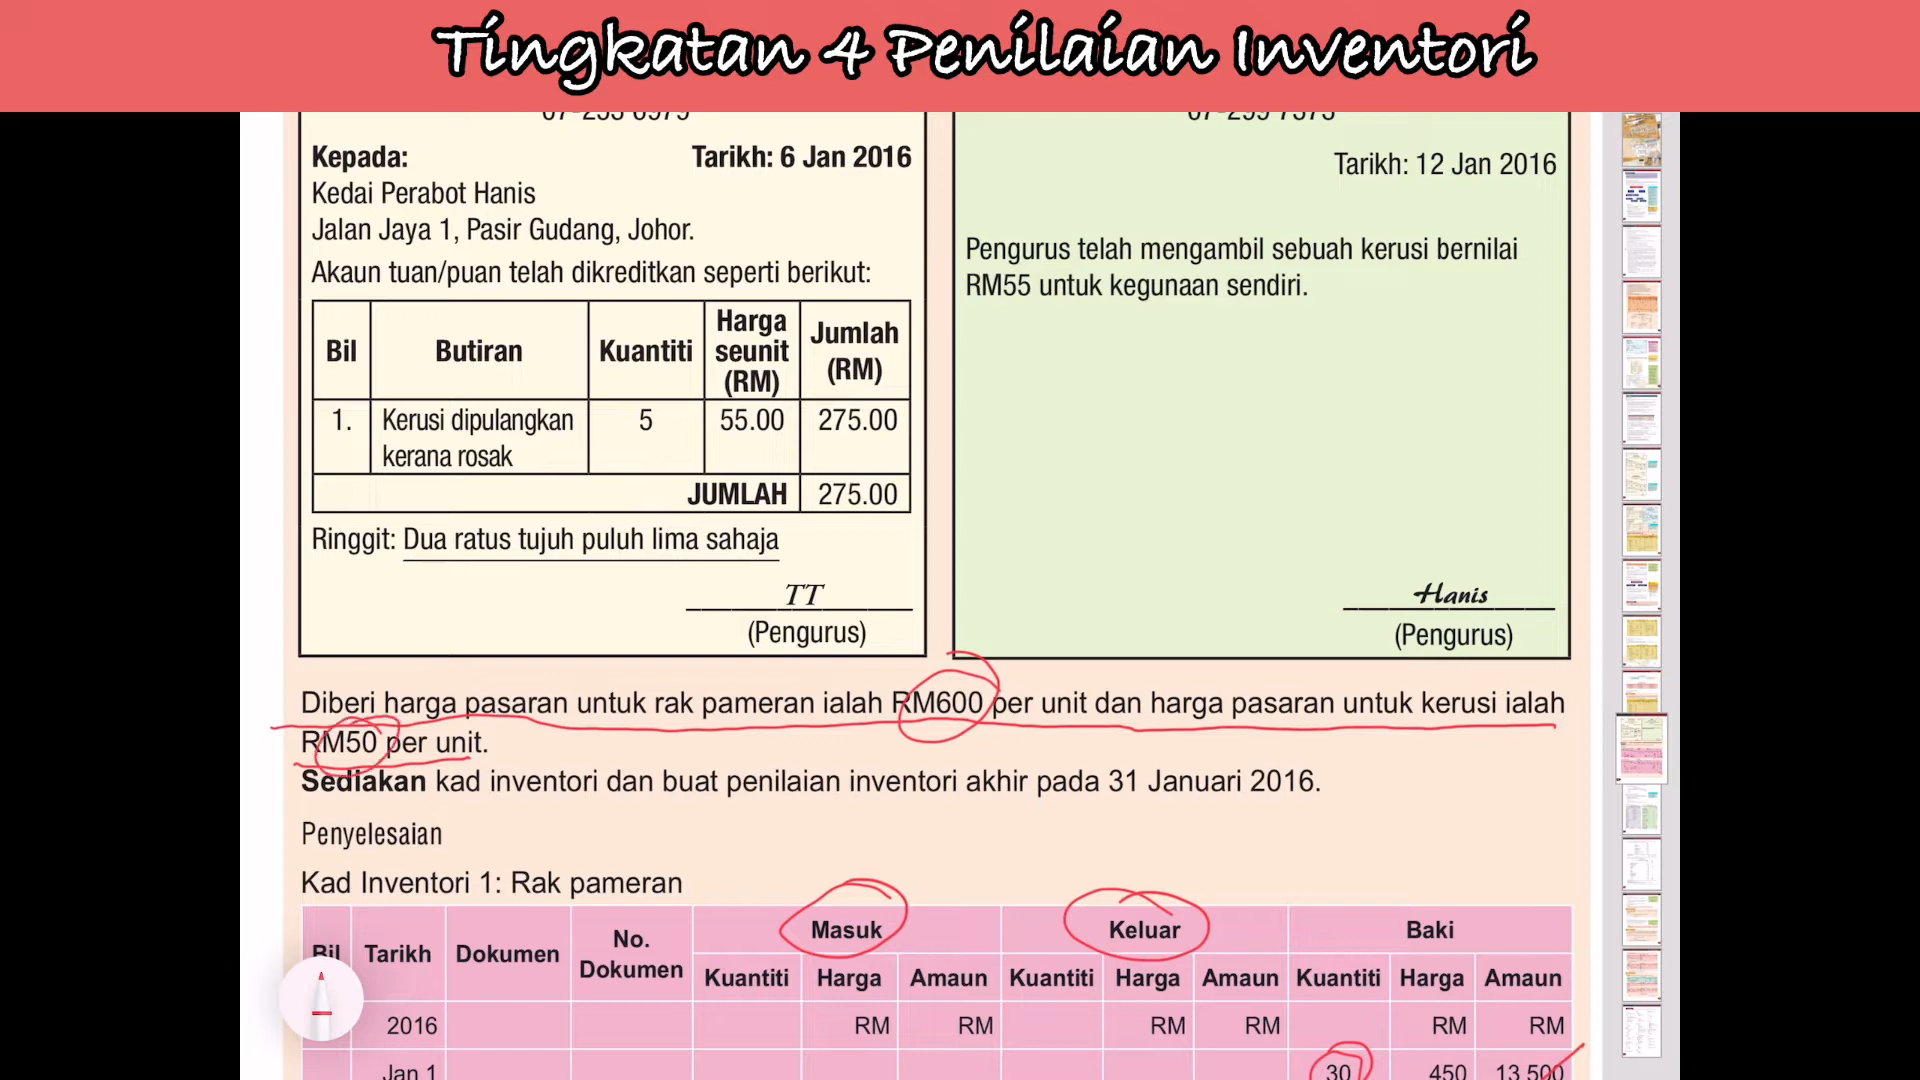 Tingkatan 4 Penilaian Inventori
Kepada:
Tarikh: 6 Jan 2016
Kedai Perabot Hanis
Jalan Jaya 1, Pasir Gudang, Johor.
Akaun tuan/puan telah dikreditkan seperti berikut:
Bil Butiran Kuantiti Harga seunit (RM) Jumlah (RM)
1. Kerusi dipulangkan kerana rosak 5 55.00 275.00
JUMLAH 275.00
Ringgit: Dua ratus tujuh puluh lima sahaja
TT
(Pengurus)
Tarikh: 12 Jan 2016
Pengurus telah mengambil sebuah kerusi bernilai
RM55 untuk kegunaan sendiri.
Hanis
(Pengurus)
Diberi harga pasaran untuk rak pameran ialah RM600 per unit dan harga pasaran untuk kerusi ialah
RM50 per unit.
Sediakan kad inventori dan buat penilaian inventori akhir pada 31 Januari 2016.
Penyelesaian
Kad Inventori 1: Rak pameran
Bil Tarikh Dokumen No. Dokumen Masuk Keluar Baki
Kuantiti Harga Amaun Kuantiti Harga Amaun Kuantiti Harga Amaun
2016 RM RM RM RM RM RM
Jan 1 30 450 13 500